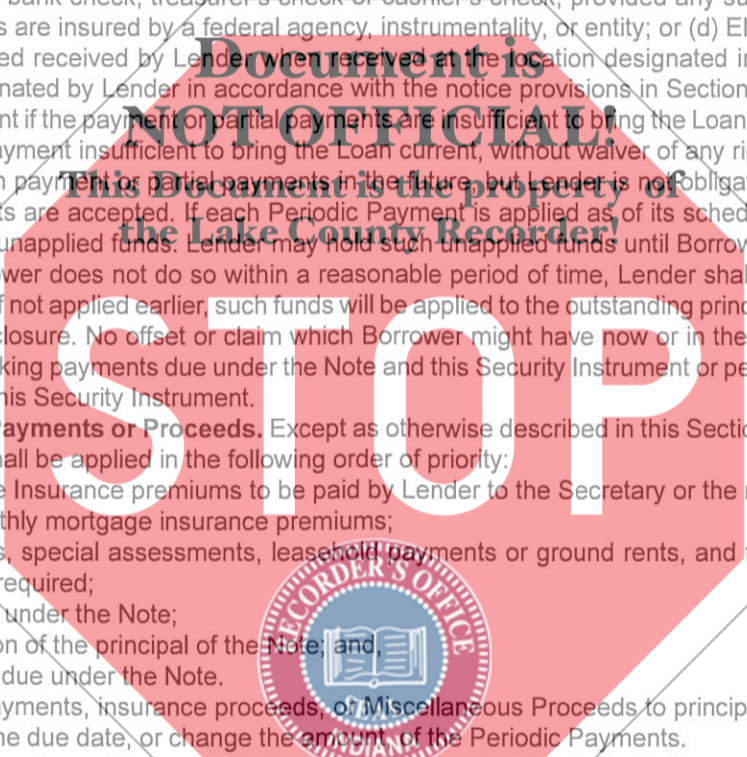 bank check, treasurer's check or cashier's check, provided any su
s are insured by a federal agency, instrumentality, or entity; or (d) El
ed received by Lender when received at the location designated in
nated by Lender in accordance with the notice provisions in Section
nt if the payment or partial payments are insufficient to bring the Loan
ayment insufficient to bring the Loan current, without waiver of any ri
n payment or partial payments in the future, but Lender is not obligat
ts are accepted. If each Periodic Payment is applied as of its sched
unapplied funds. Lender may hold such unapplied funds until Borrow
wer does not do so within a reasonable period of time, Lender shal
f not applied earlier, such funds will be applied to the outstanding princ
closure. No offset or claim which Borrower might have now or in the
king payments due under the Note and this Security Instrument or pe
his Security Instrument.
ayments or Proceeds. Except as otherwise described in this Sectio
all be applied in the following order of priority:
e Insurance premiums to be paid by Lender to the Secretary or the
thly mortgage insurance premiums;
s, special assessments, leasehold payments or ground rents, and
required;
under the Note;
on of the principal of the Note; and,
due under the Note.
ayments, insurance proceeds, or Miscellaneous Proceeds to princip
he due date, or change the amount, of the Periodic Payments.
Document is
NOT OFFICIAL!
This Document is the property of
the Lake County Recorder!
STOP
RECORDER'S OFFICE
SEAL
INDIANA